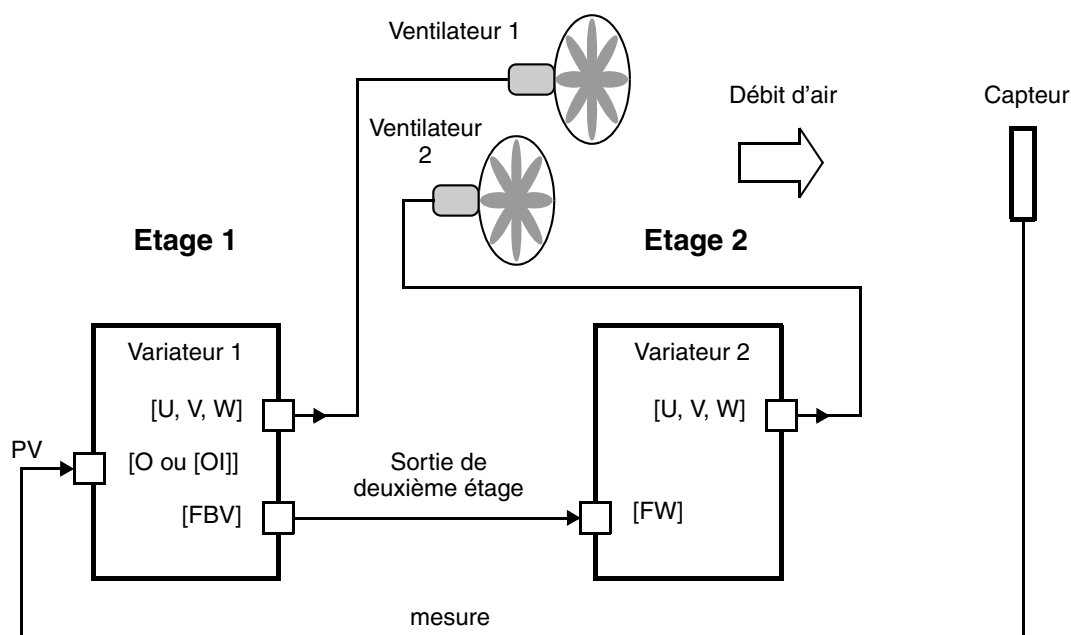 Ventilateur 1
Débit d'air
Capteur
Ventilateur
2
Etage 1
Etage 2
Variateur 1
Variateur 2
[U, V, W]
[U, V, W]
PV
[O ou [OI]]
Sortie de
deuxième étage
[FBV]
[FW]
mesure